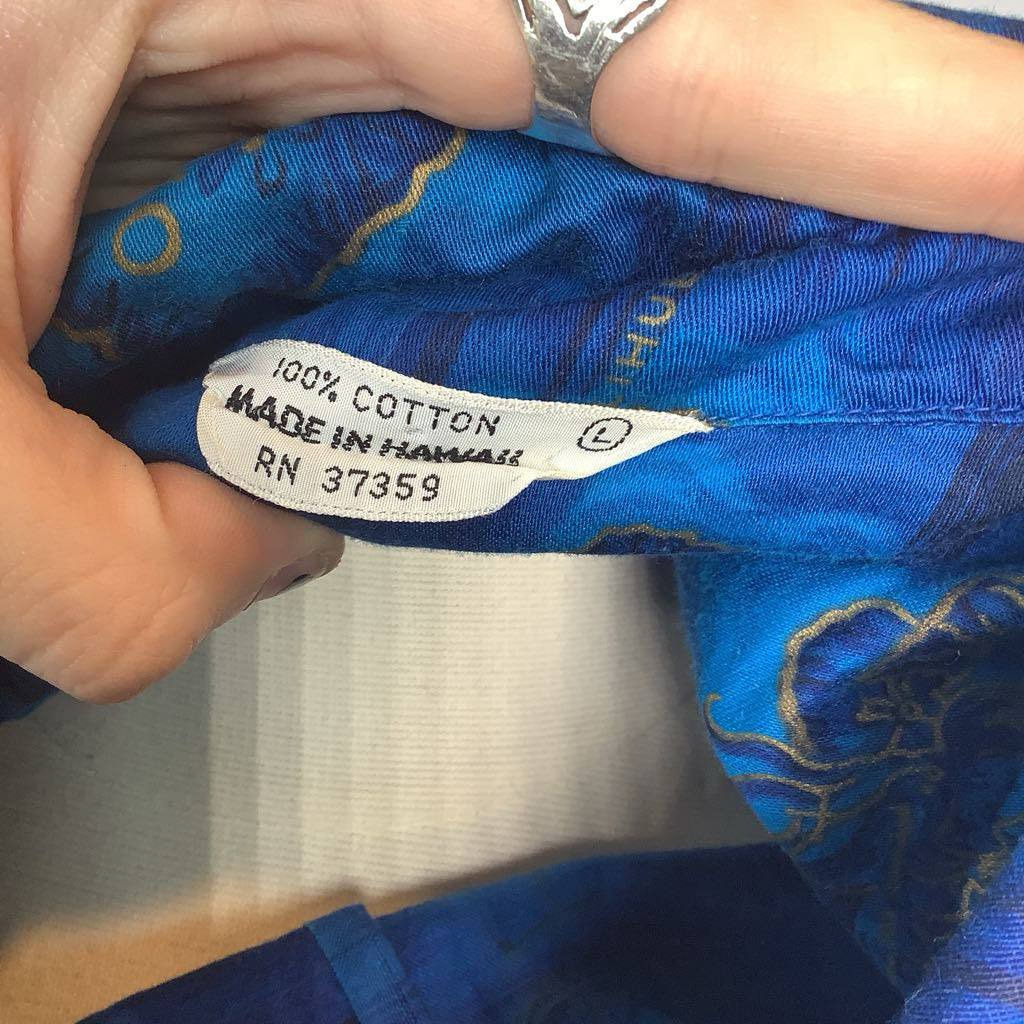 100% COTTON
MADE IN HAWAII
RN 37359
L